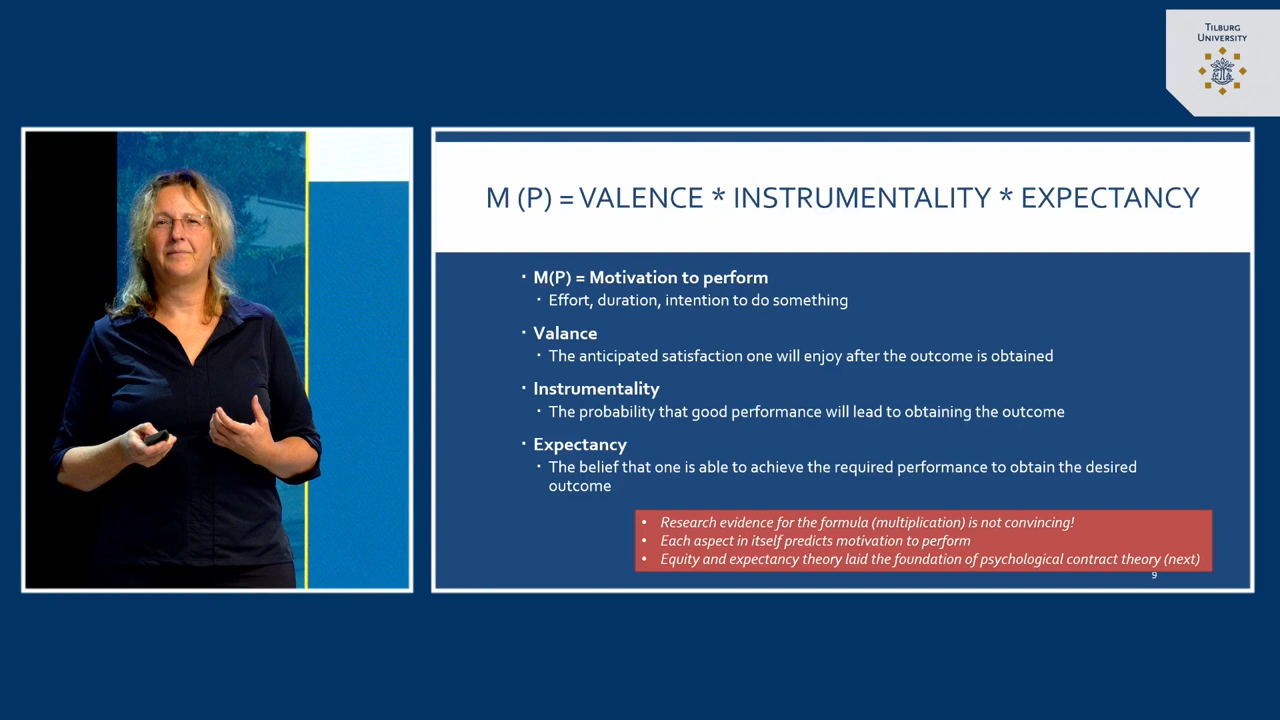 TILBURG
UNIVERSITY
M (P) = VALENCE * INSTRUMENTALITY * EXPECTANCY
▪ M(P) = Motivation to perform
▪ Effort, duration, intention to do something
▪ Valance
▪ The anticipated satisfaction one will enjoy after the outcome is obtained
▪ Instrumentality
▪ The probability that good performance will lead to obtaining the outcome
▪ Expectancy
▪ The belief that one is able to achieve the required performance to obtain the desired
outcome
• Research evidence for the formula (multiplication) is not convincing!
• Each aspect in itself predicts motivation to perform
• Equity and expectancy theory laid the foundation of psychological contract theory (next)
9